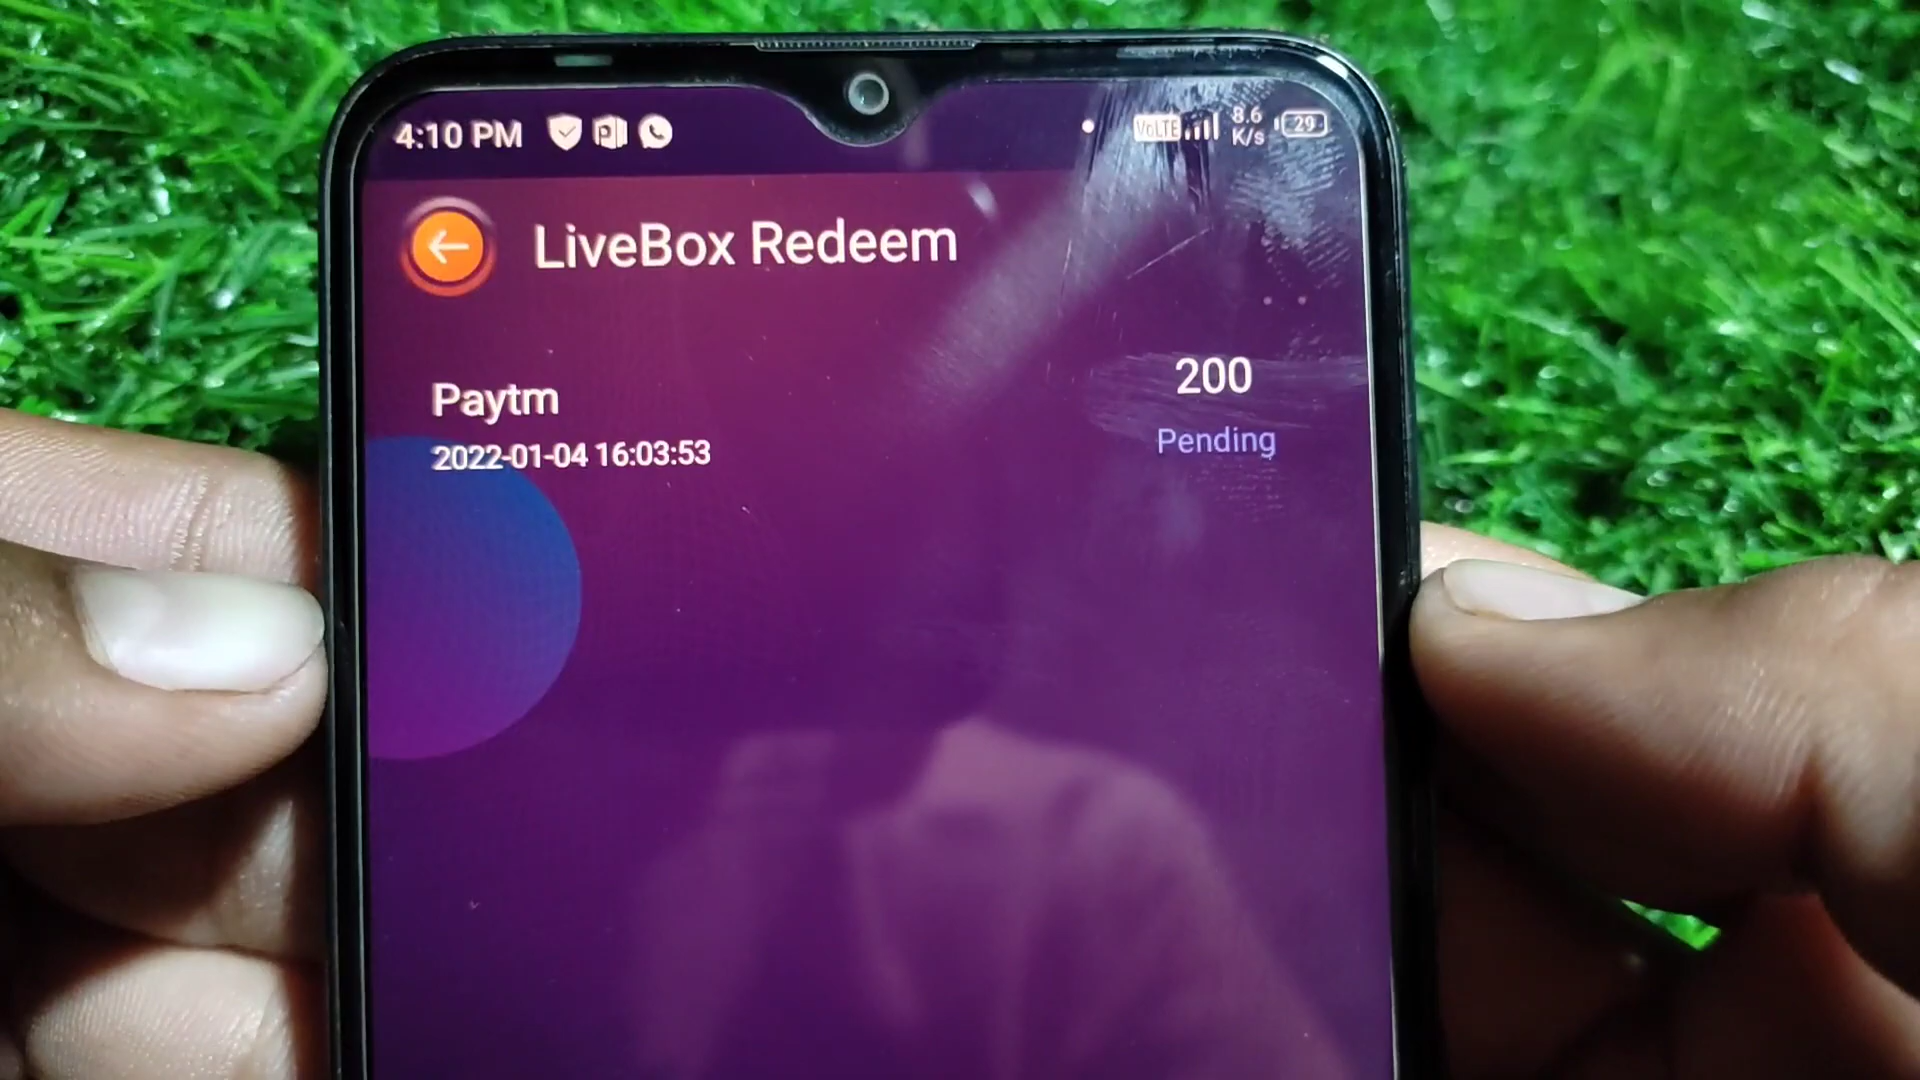 4:10 PM
VoLTE 8.6 K/s 29
LiveBox Redeem
Paytm
200
2022-01-04 16:03:53
Pending